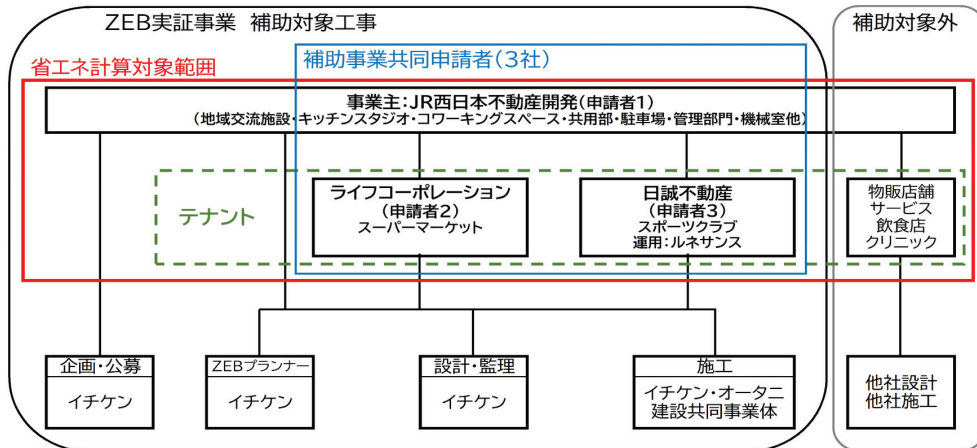 ZEB実証事業 補助対象工事
補助対象外
補助事業共同申請者(3社)
省エネ計算対象範囲
事業主:JR西日本不動産開発(申請者1)
(地域交流施設・キッチンスタジオ・コワーキングスペース・共用部・駐車場・管理部門・機械室他)
テナント
ライフコーポレーション
(申請者2)
スーパーマーケット
日誠不動産
(申請者3)
スポーツクラブ
運用:ルネサンス
物販店舗
サービス
飲食店
クリニック
企画・公募
イチケン
ZEBプランナー
イチケン
設計・監理
イチケン
施工
イチケン・オータニ
建設共同事業体
他社設計
他社施工